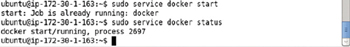 ubuntu@ip-172-30-1-163:~$ sudo service docker start
start: Job is already running: docker
ubuntu@ip-172-30-1-163:~$ sudo service docker status
docker start/running, process 2697
ubuntu@ip-172-30-1-163:~$